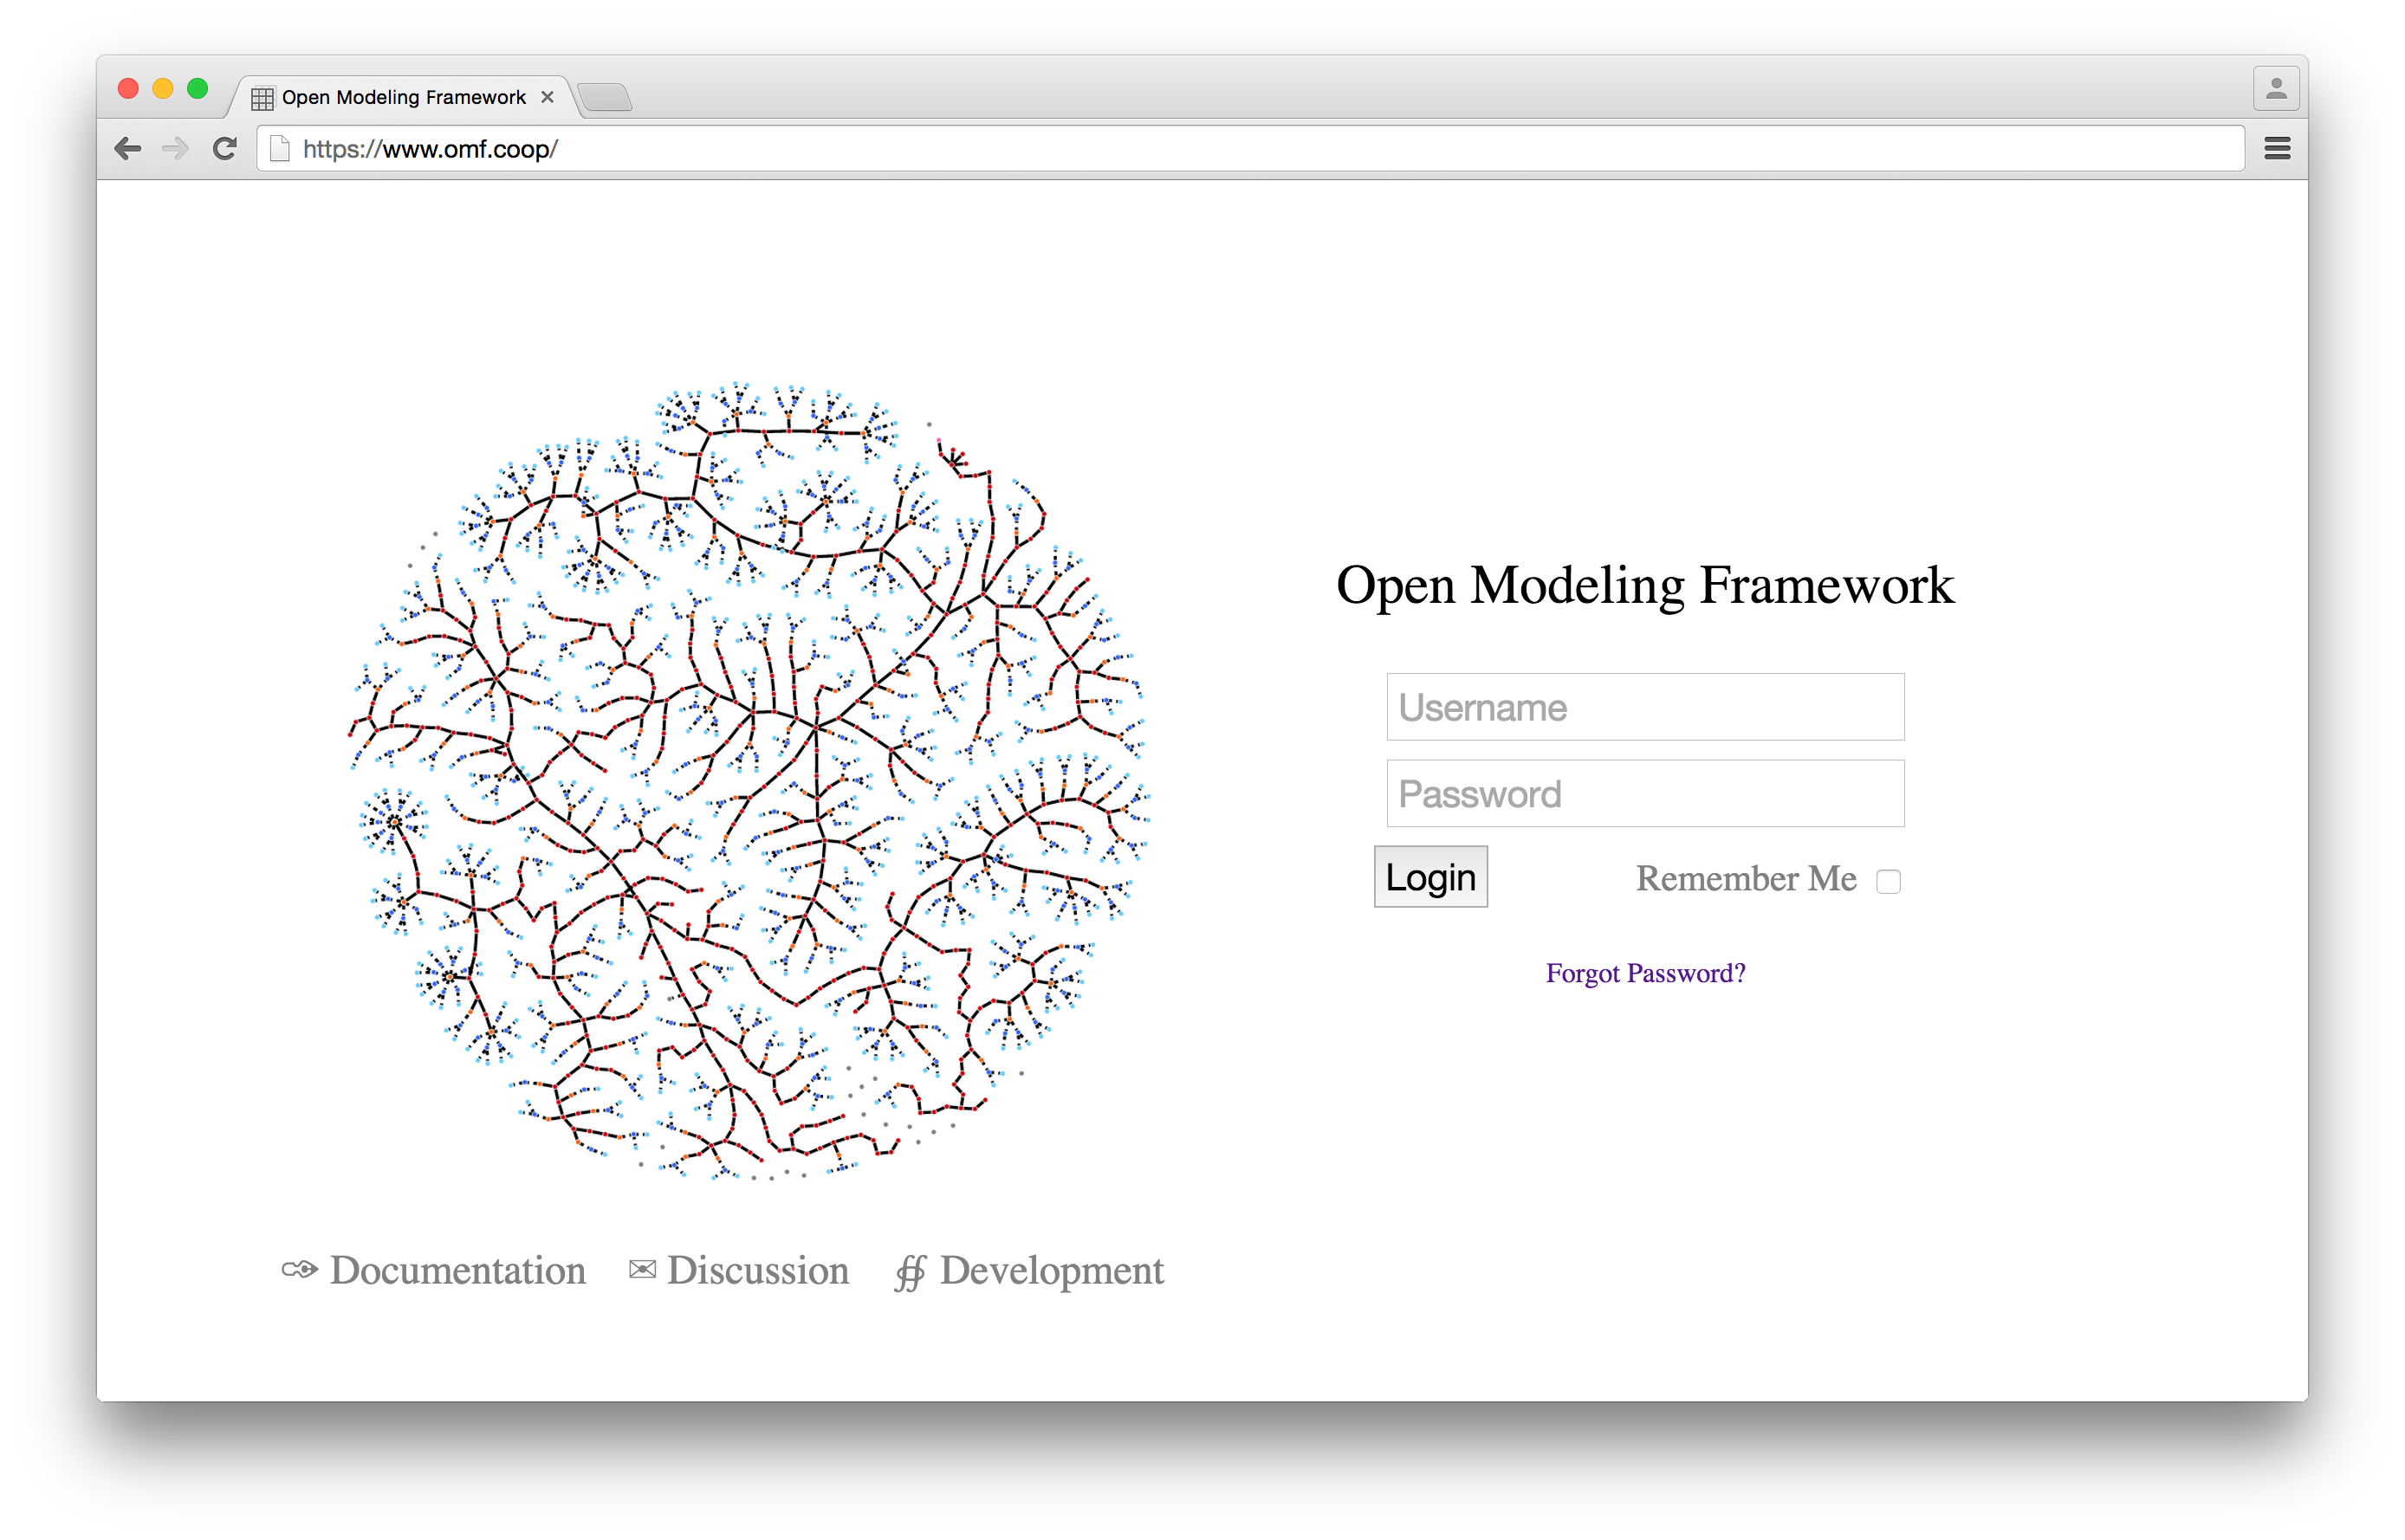 Open Modeling Framework
https://www.omf.coop/
Open Modeling Framework
Username
Password
Login Remember Me
Forgot Password?
Documentation Discussion Development